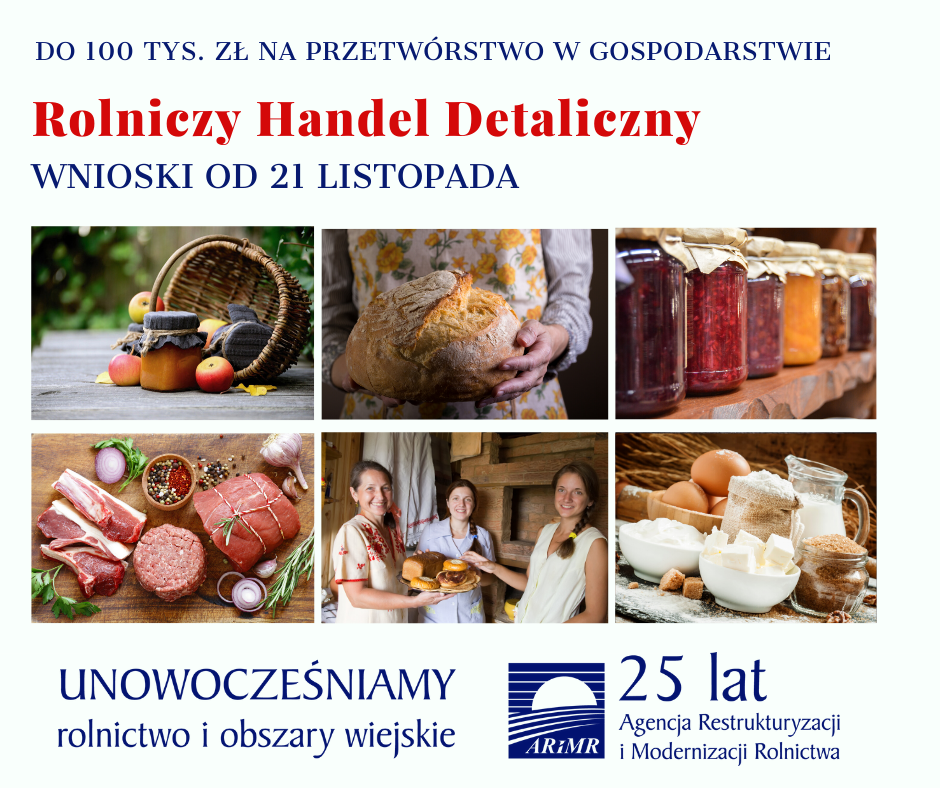 DO 100 TYS. ZŁ NA PRZETWÓRSTWO W GOSPODARSTWIE
Rolniczy Handel Detaliczny
WNIOSKI OD 21 LISTOPADA
UNOWOCZEŚNIAMY
rolnictwo i obszary wiejskie
ARiMR
25 lat
Agencja Restrukturyzacji
i Modernizacji Rolnictwa